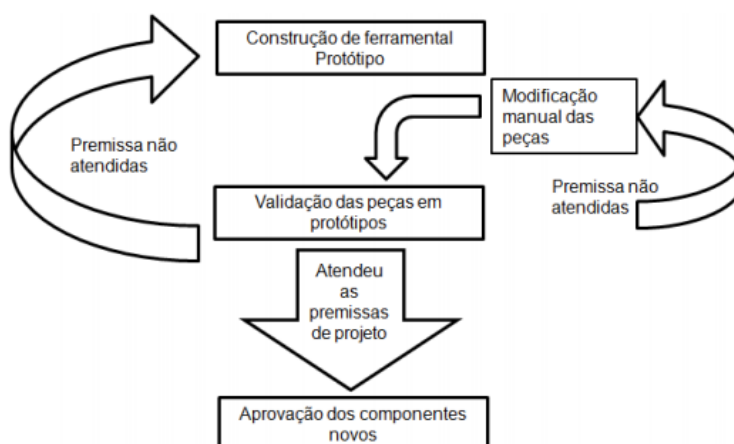 Construção de ferramental
Protótipo
Modificação
manual das
peças
Premissa não
atendidas
Premissa não
atendidas
Validação das peças em
protótipos
Atendeu
as
premissas
de projeto
Aprovação dos componentes
novos